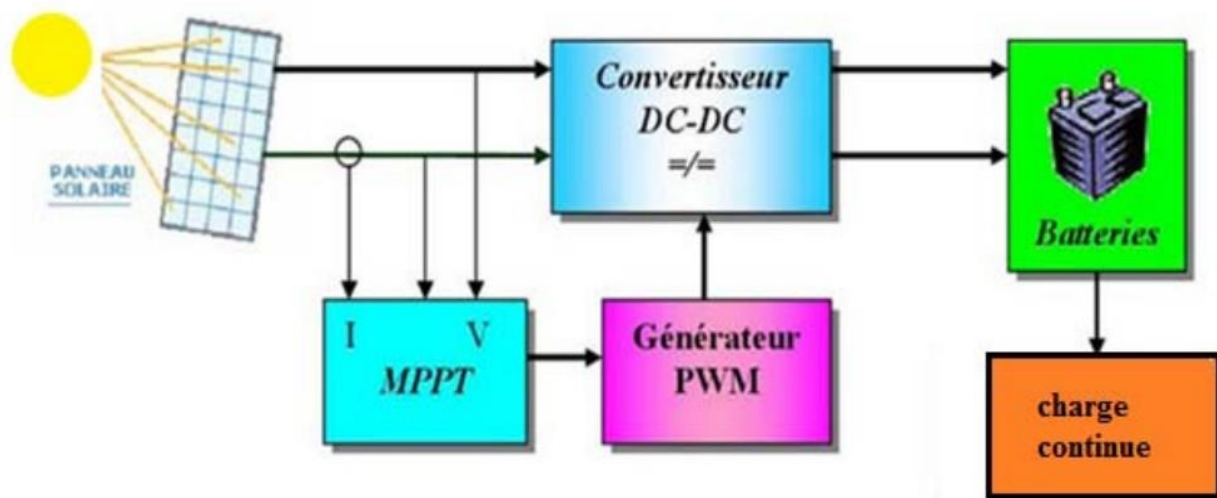 PANNEAU
SOLAIRE
Convertisseur
DC-DC
=/=
Batteries
I V
MPPT
Générateur
PWM
charge
continue